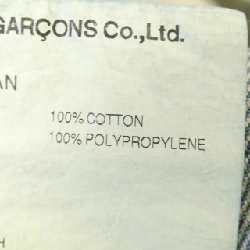 GARÇONS Co.,Ltd.
AN
100% COTTON
100% POLYPROPYLENE
H